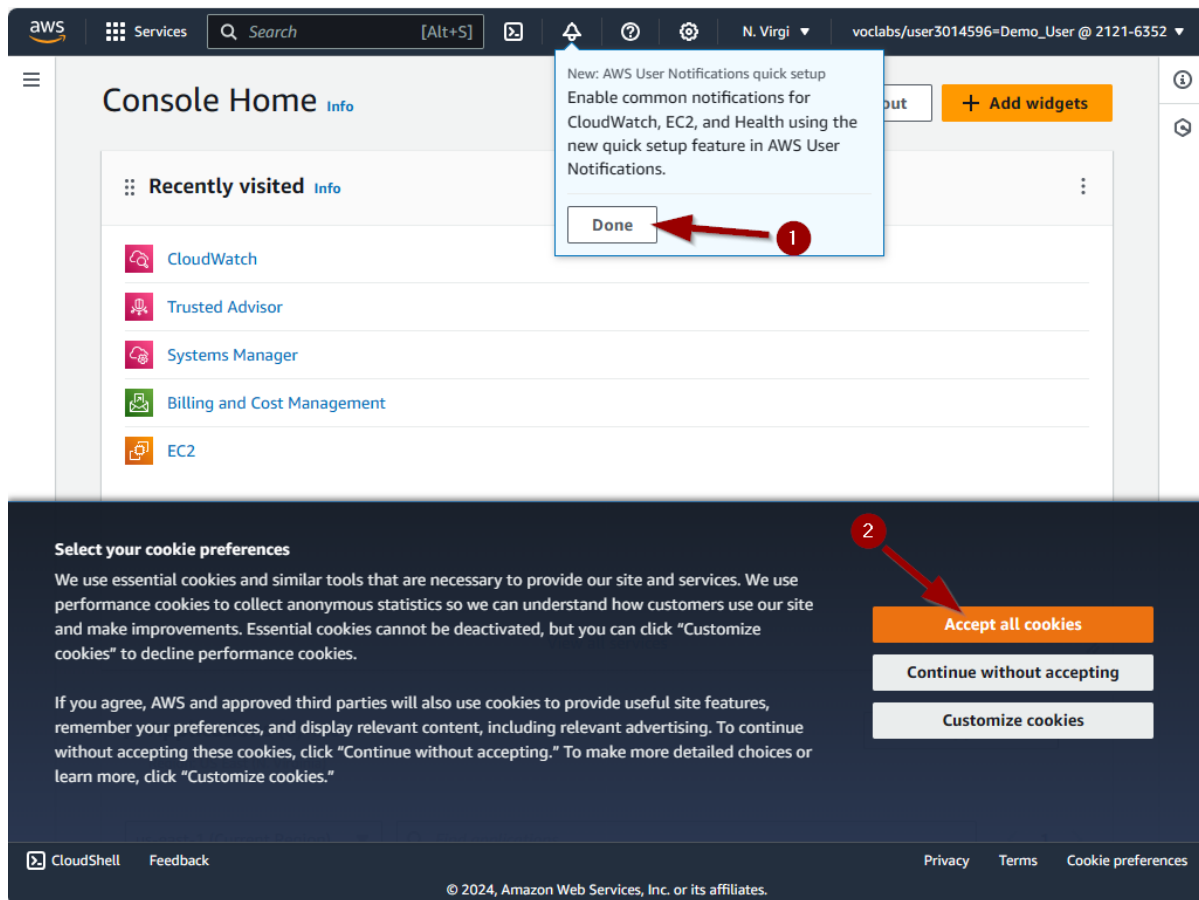 aws
Services
Search
[Alt+S]
N. Virgi
voclabs/user3014596=Demo_User @ 2121-6352
New: AWS User Notifications quick setup
Enable common notifications for
CloudWatch, EC2, and Health using the
new quick setup feature in AWS User
Notifications.
Done
1
Console Home Info
out
+ Add widgets
Recently visited Info
CloudWatch
Trusted Advisor
Systems Manager
Billing and Cost Management
EC2
2
Select your cookie preferences
We use essential cookies and similar tools that are necessary to provide our site and services. We use
performance cookies to collect anonymous statistics so we can understand how customers use our site
and make improvements. Essential cookies cannot be deactivated, but you can click “Customize
cookies” to decline performance cookies.
If you agree, AWS and approved third parties will also use cookies to provide useful site features,
remember your preferences, and display relevant content, including relevant advertising. To continue
without accepting these cookies, click “Continue without accepting.” To make more detailed choices or
learn more, click “Customize cookies.”
Accept all cookies
Continue without accepting
Customize cookies
CloudShell
Feedback
Privacy
Terms
Cookie preferences
© 2024, Amazon Web Services, Inc. or its affiliates.